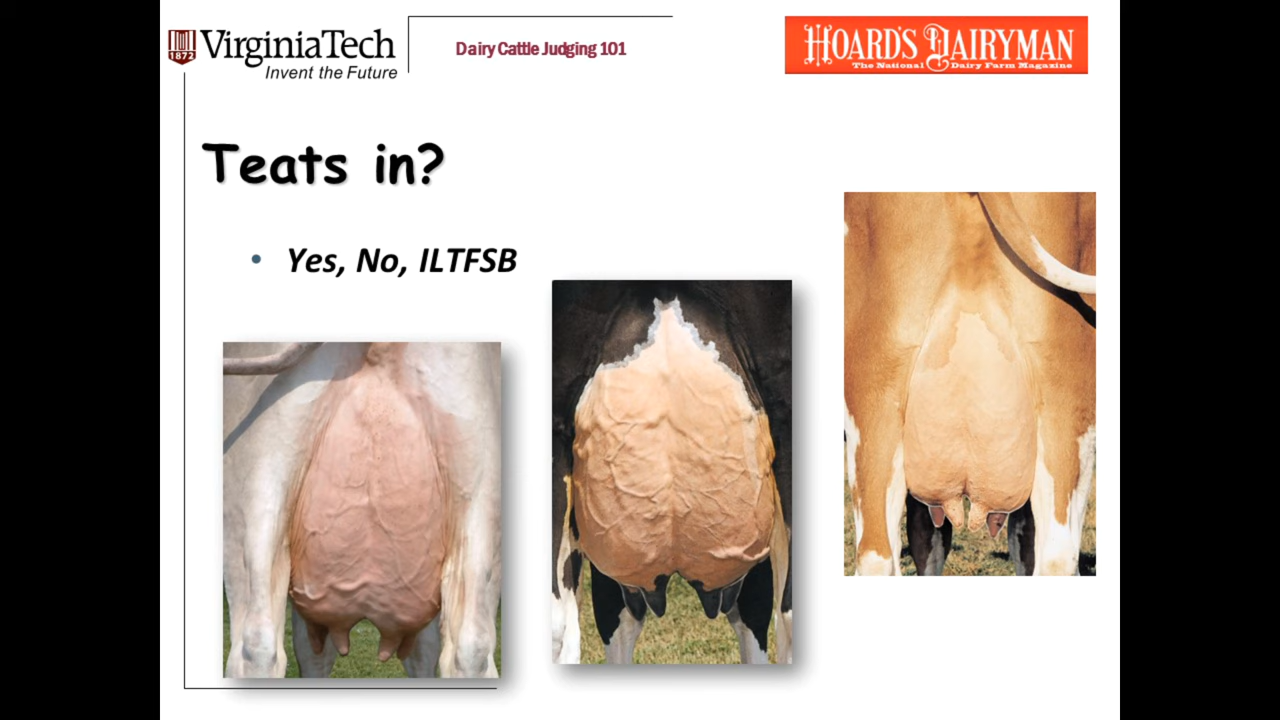 VirginiaTech
1872
Invent the Future
Dairy Cattle Judging 101
HOARD'S DAIRYMAN
The National Dairy Farm Magazine
Teats in?
• Yes, No, ILTFSB